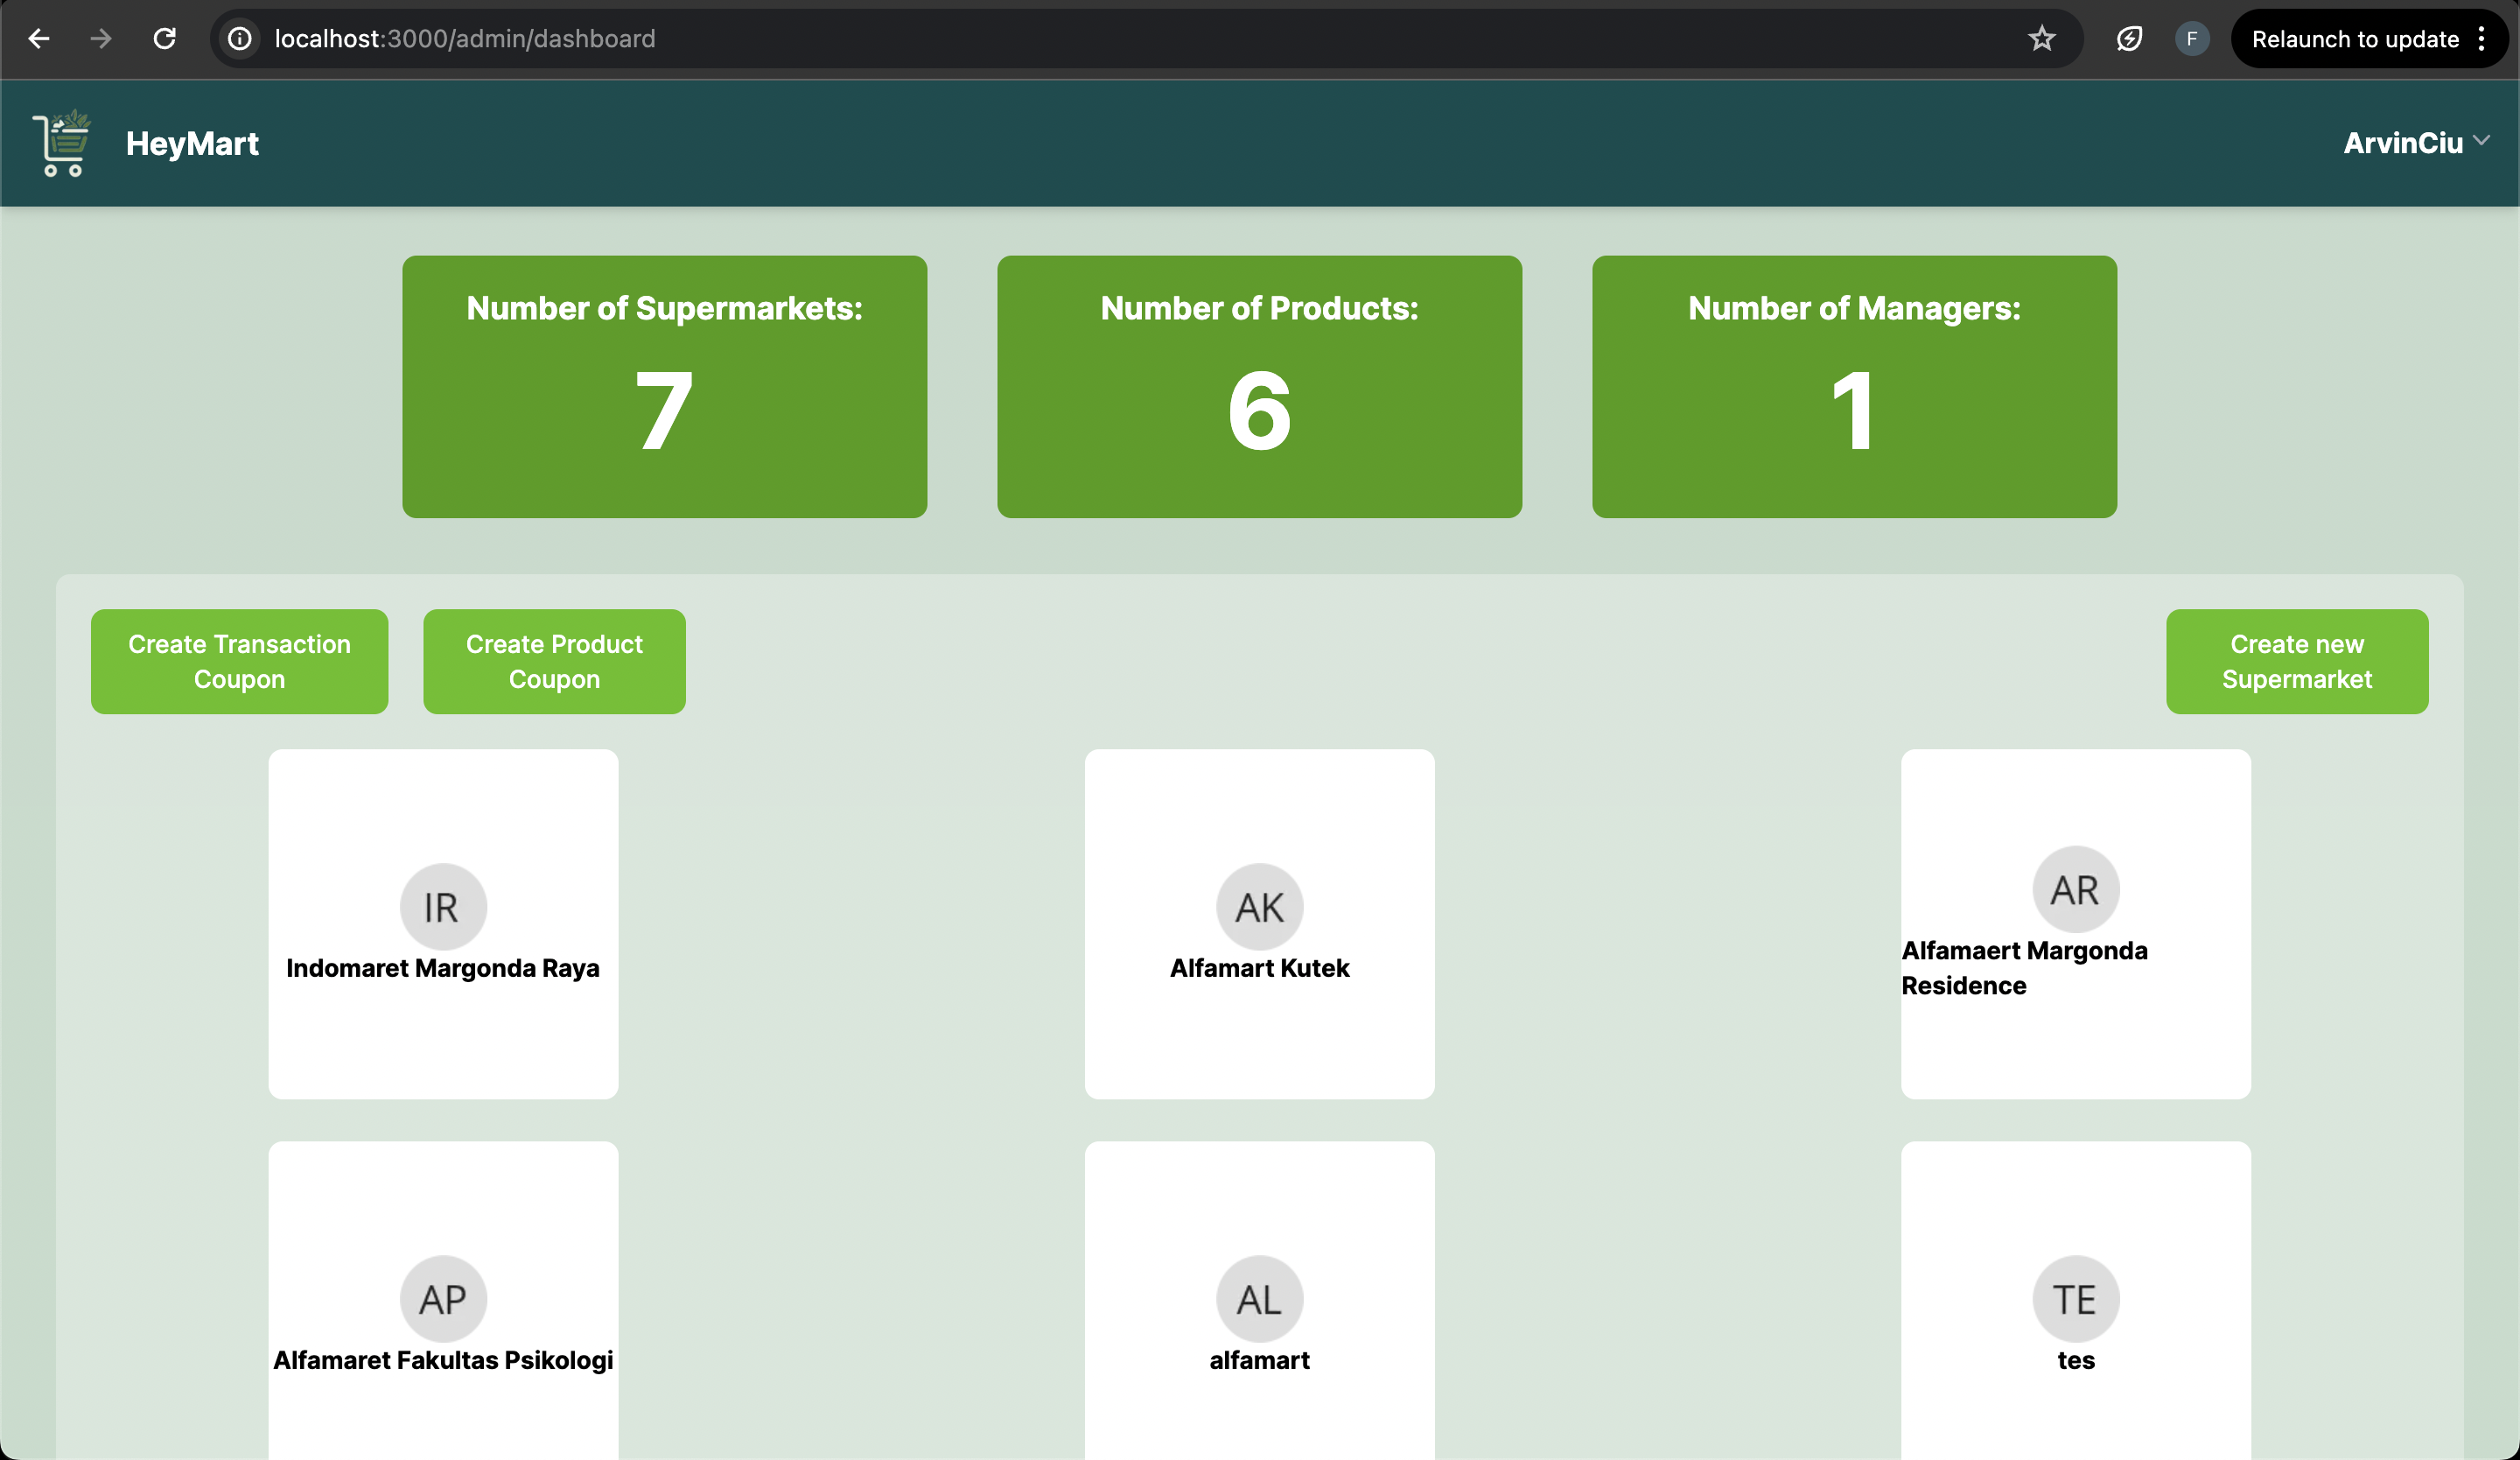 localhost:3000/admin/dashboard
F
Relaunch to update
HeyMart
ArvinCiu
Number of Supermarkets:
7
Number of Products:
6
Number of Managers:
1
Create Transaction
Coupon
Create Product
Coupon
Create new
Supermarket
IR
Indomaret Margonda Raya
AK
Alfamart Kutek
AR
Alfamaert Margonda
Residence
AP
Alfamaret Fakultas Psikologi
AL
alfamart
TE
tes